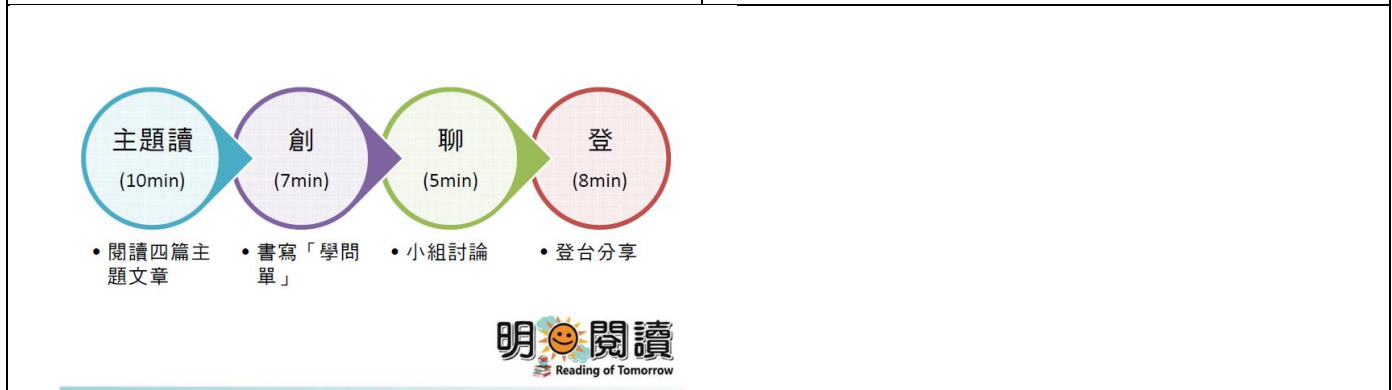 主題讀
(10min)
創
(7min)
聊
(5min)
登
(8min)
• 閱讀四篇主
題文章
• 書寫「學問
單」
• 小組討論
• 登台分享
明日閱讀
Reading of Tomorrow